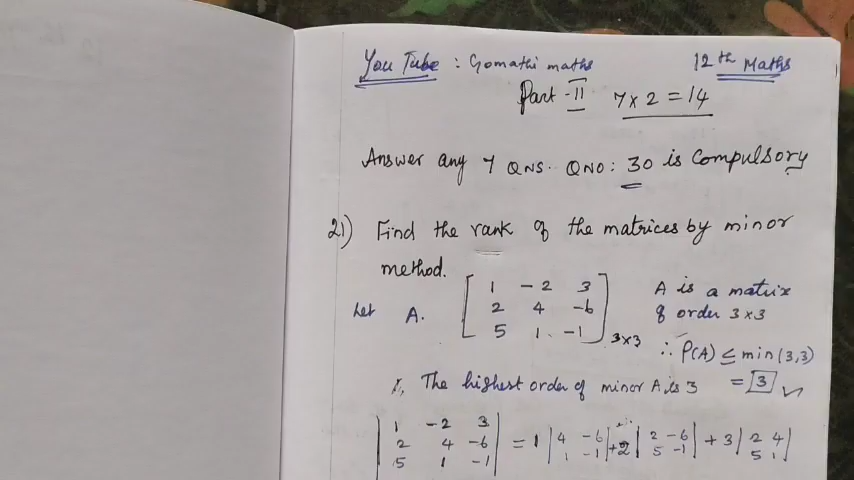 You Tube : Gomathi maths 12th Maths
Part - II 7 x 2 = 14
Answer any 7 QNS. QNO: 30 is Compulsory
21) Find the rank of the matrices by minor
method.
Let A. [ 1 -2 3 A is a matrix
2 4 -6 of order 3 x 3
5 1 -1 ] 3x3 ∴ ρ(A) ≤ min (3,3)
The highest order of minor A is 3 = 3
| 1 -2 3 | = 1 | 4 -6 | +2 | 2 -6 | + 3 | 2 4 |
| 2 4 -6 | | 1 -1 | | 5 -1 | | 5 1 |
| 5 1 -1 |